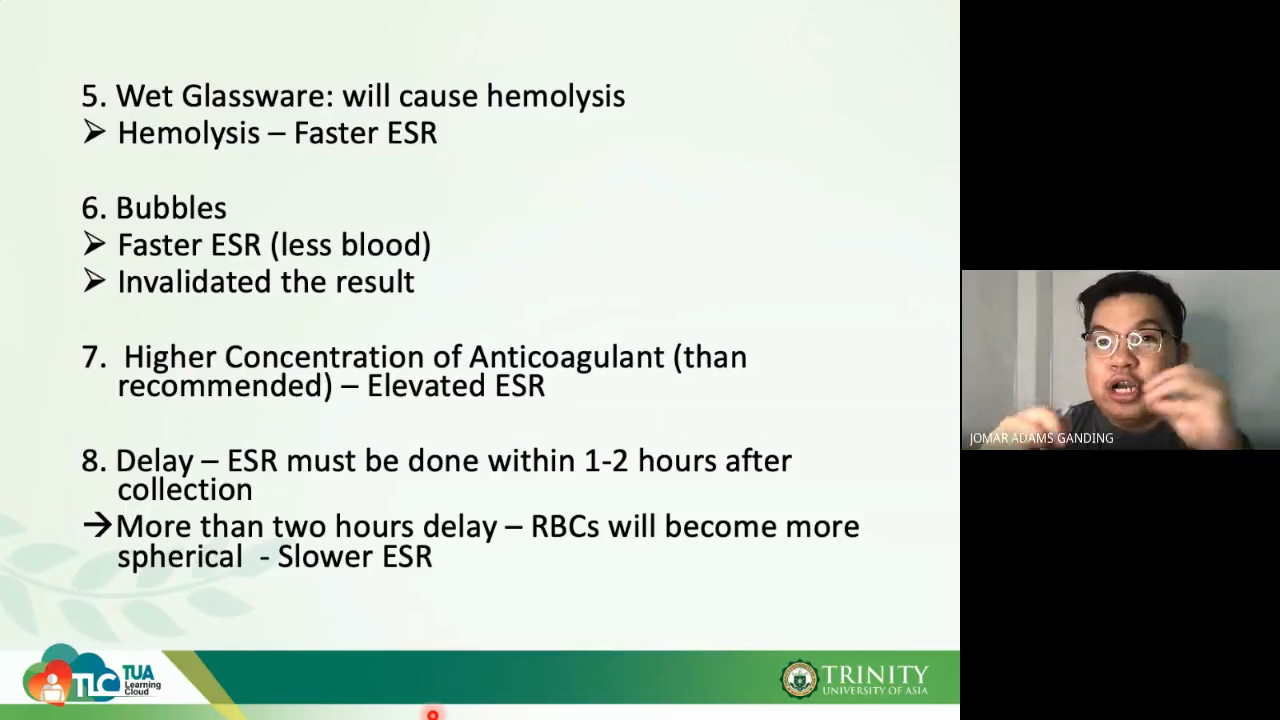 5. Wet Glassware: will cause hemolysis
➢ Hemolysis – Faster ESR
6. Bubbles
➢ Faster ESR (less blood)
➢ Invalidated the result
7. Higher Concentration of Anticoagulant (than
recommended) – Elevated ESR
8. Delay – ESR must be done within 1-2 hours after
collection
→More than two hours delay – RBCs will become more
spherical - Slower ESR
JOMAR ADAMS GANDING
TLC TUA
Learning
Cloud
TRINITY
UNIVERSITY OF ASIA